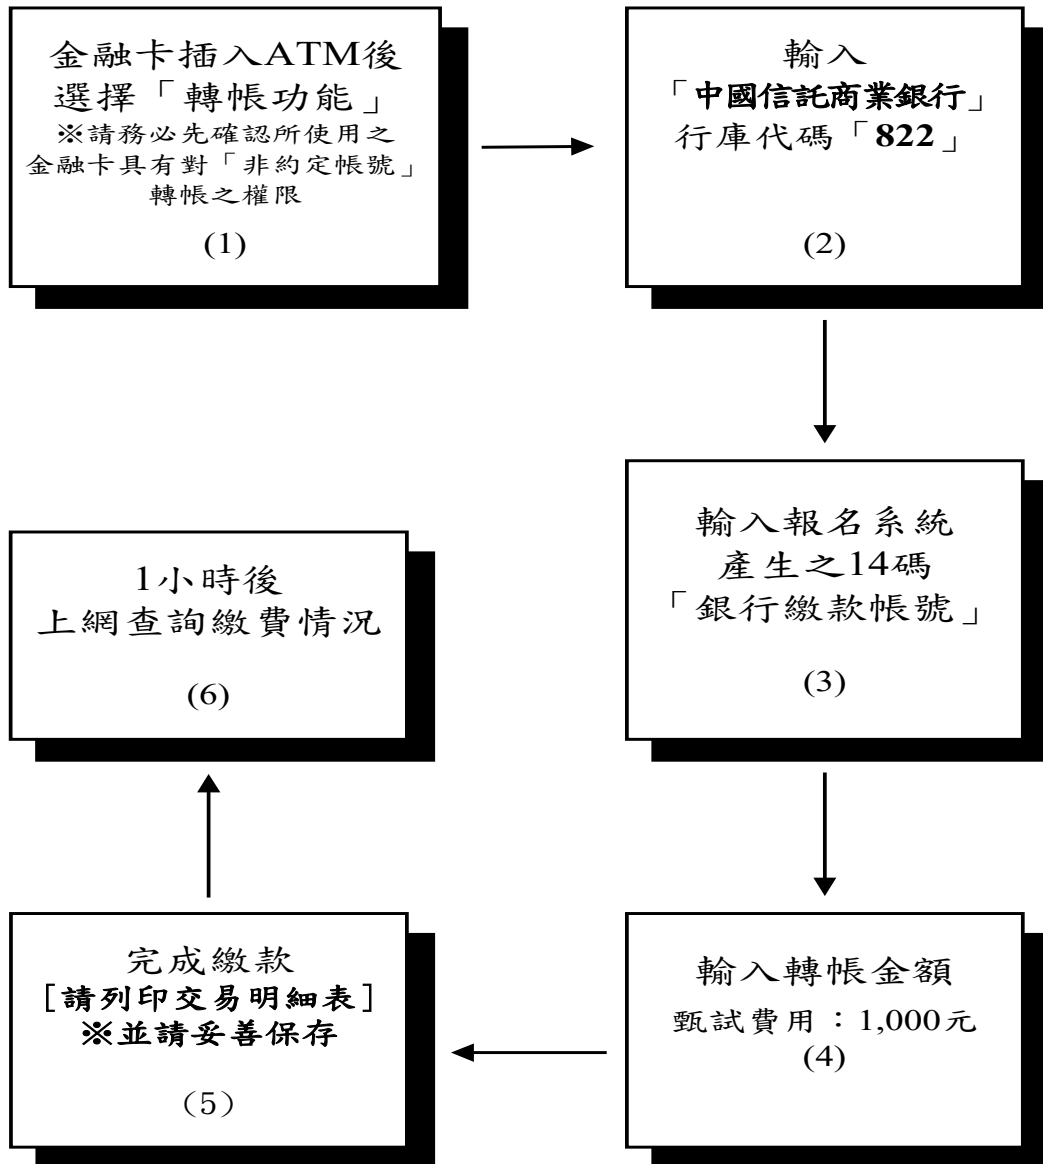 金融卡插入ATM後
選擇「轉帳功能」
※請務必先確認所使用之
金融卡具有對「非約定帳號」
轉帳之權限
(1)
輸入
「中國信託商業銀行」
行庫代碼「822」
(2)
輸入報名系統
產生之14碼
「銀行繳款帳號」
(3)
輸入轉帳金額
甄試費用：1,000元
(4)
完成繳款
[請列印交易明細表]
※並請妥善保存
(5)
1小時後
上網查詢繳費情況
(6)